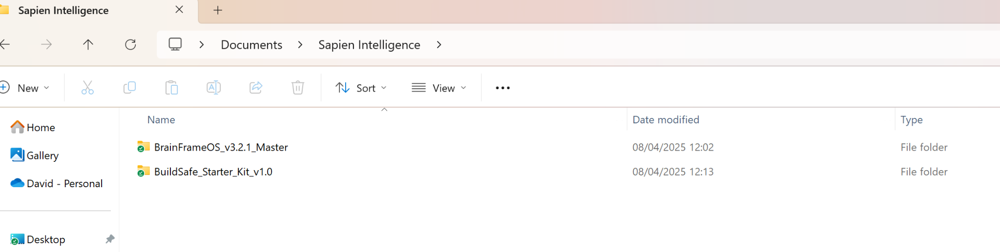 Sapien Intelligence
Documents Sapien Intelligence
New Sort View
Name Date modified Type
Home
BrainFrameOS_v3.2.1_Master 08/04/2025 12:02 File folder
Gallery
BuildSafe_Starter_Kit_v1.0 08/04/2025 12:13 File folder
David - Personal
Desktop